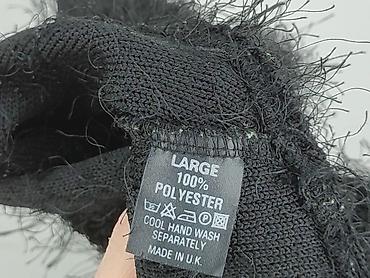 LARGE
100%
POLYESTER
P
COOL HAND WASH
SEPARATELY
MADE IN U.K.